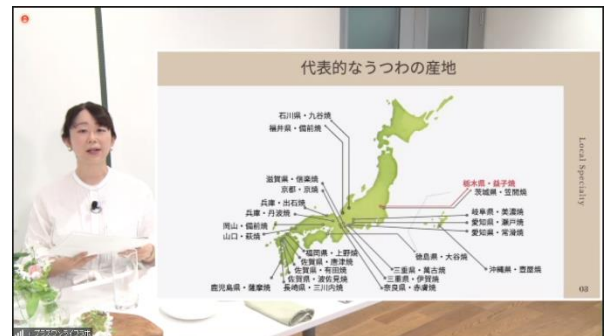 代表的なうつわの産地
石川県・九谷焼
福井県・備前焼
滋賀県・信楽焼
京都・京焼
兵庫・出石焼
兵庫・丹波焼
岡山・備前焼
山口・萩焼
福岡県・上野焼
佐賀県・唐津焼
佐賀県・有田焼
佐賀県・波佐見焼
鹿児島県・薩摩焼
長崎県・三川内焼
栃木県・益子焼
茨城県・笠間焼
岐阜県・美濃焼
愛知県・瀬戸焼
愛知県・常滑焼
徳島県・大谷焼
三重県・萬古焼
三重県・伊賀焼
奈良県・赤膚焼
沖縄県・壺屋焼
Local Specialty
03